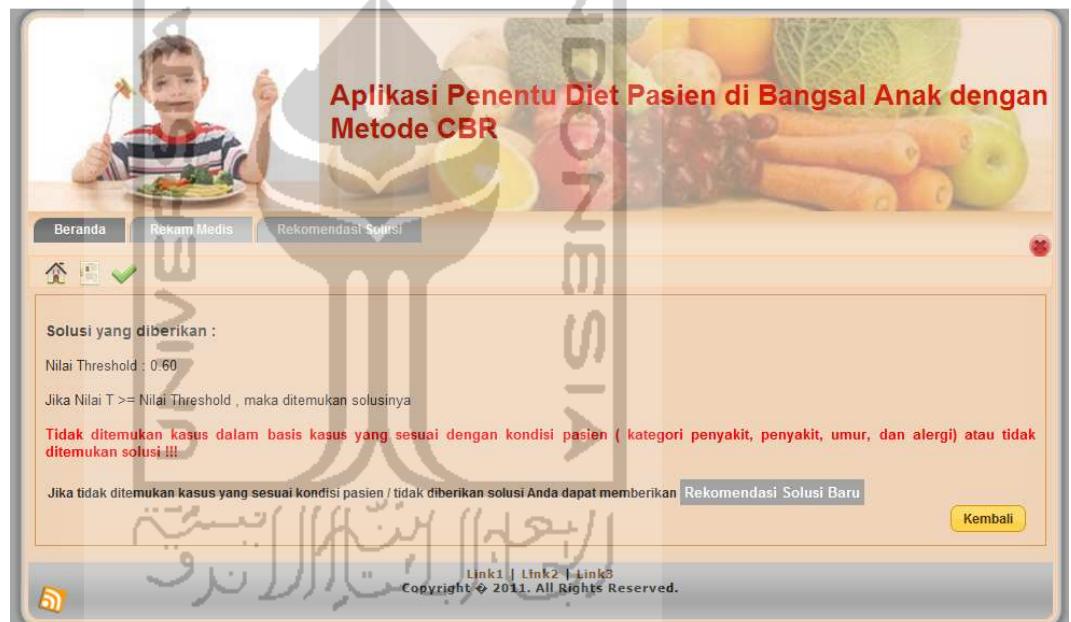 Aplikasi Penentu Diet Pasien di Bangsal Anak dengan
Metode CBR
Beranda
Rekam Medis
Rekomendasi Solusi
Solusi yang diberikan :
Nilai Threshold : 0.60
Jika Nilai T >= Nilai Threshold , maka ditemukan solusinya
Tidak ditemukan kasus dalam basis kasus yang sesuai dengan kondisi pasien ( kategori penyakit, penyakit, umur, dan alergi) atau tidak
ditemukan solusi !!!
Jika tidak ditemukan kasus yang sesuai kondisi pasien / tidak diberikan solusi Anda dapat memberikan Rekomendasi Solusi Baru
Kembali
Link1 | Link2 | Link3
Copyright � 2011. All Rights Reserved.
UNIVERSITA
NDONESIA